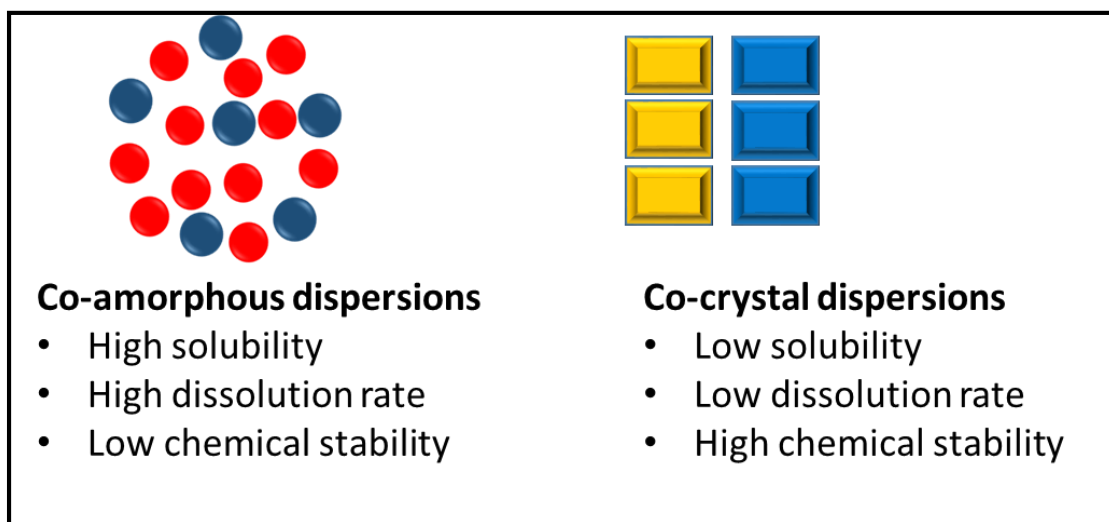 Co-amorphous dispersions
• High solubility
• High dissolution rate
• Low chemical stability
Co-crystal dispersions
• Low solubility
• Low dissolution rate
• High chemical stability